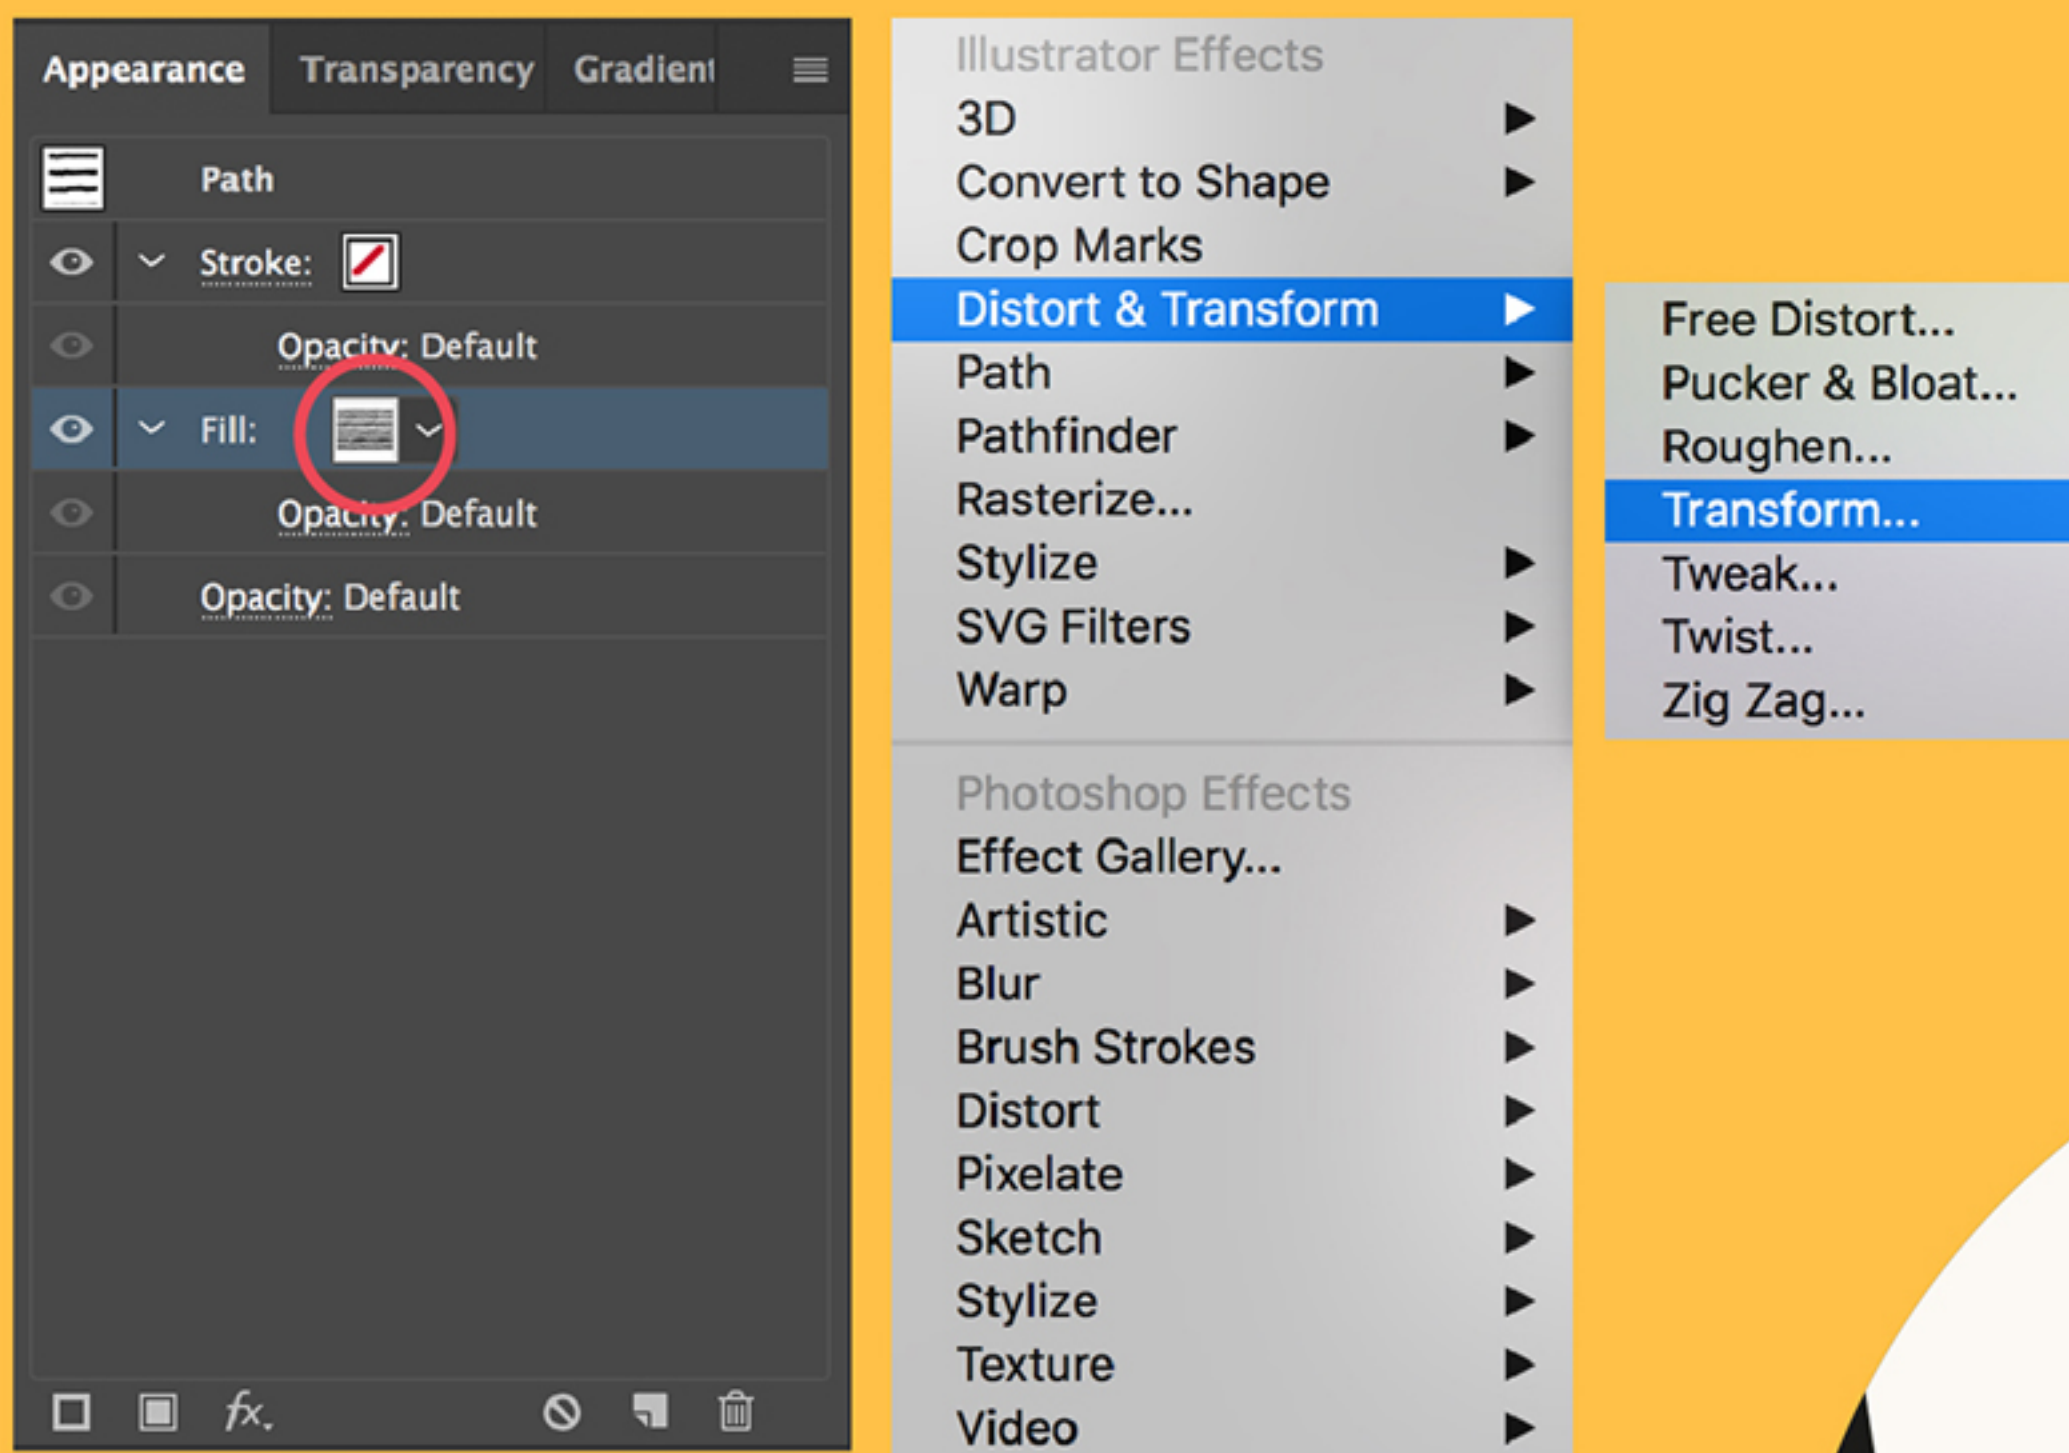 Appearance
Transparency
Gradient
Path
Stroke:
Opacity: Default
Fill:
Opacity: Default
Opacity: Default
fx.
Illustrator Effects
3D
Convert to Shape
Crop Marks
Distort & Transform
Path
Pathfinder
Rasterize...
Stylize
SVG Filters
Warp
Photoshop Effects
Effect Gallery...
Artistic
Blur
Brush Strokes
Distort
Pixelate
Sketch
Stylize
Texture
Video
Free Distort...
Pucker & Bloat...
Roughen...
Transform...
Tweak...
Twist...
Zig Zag...